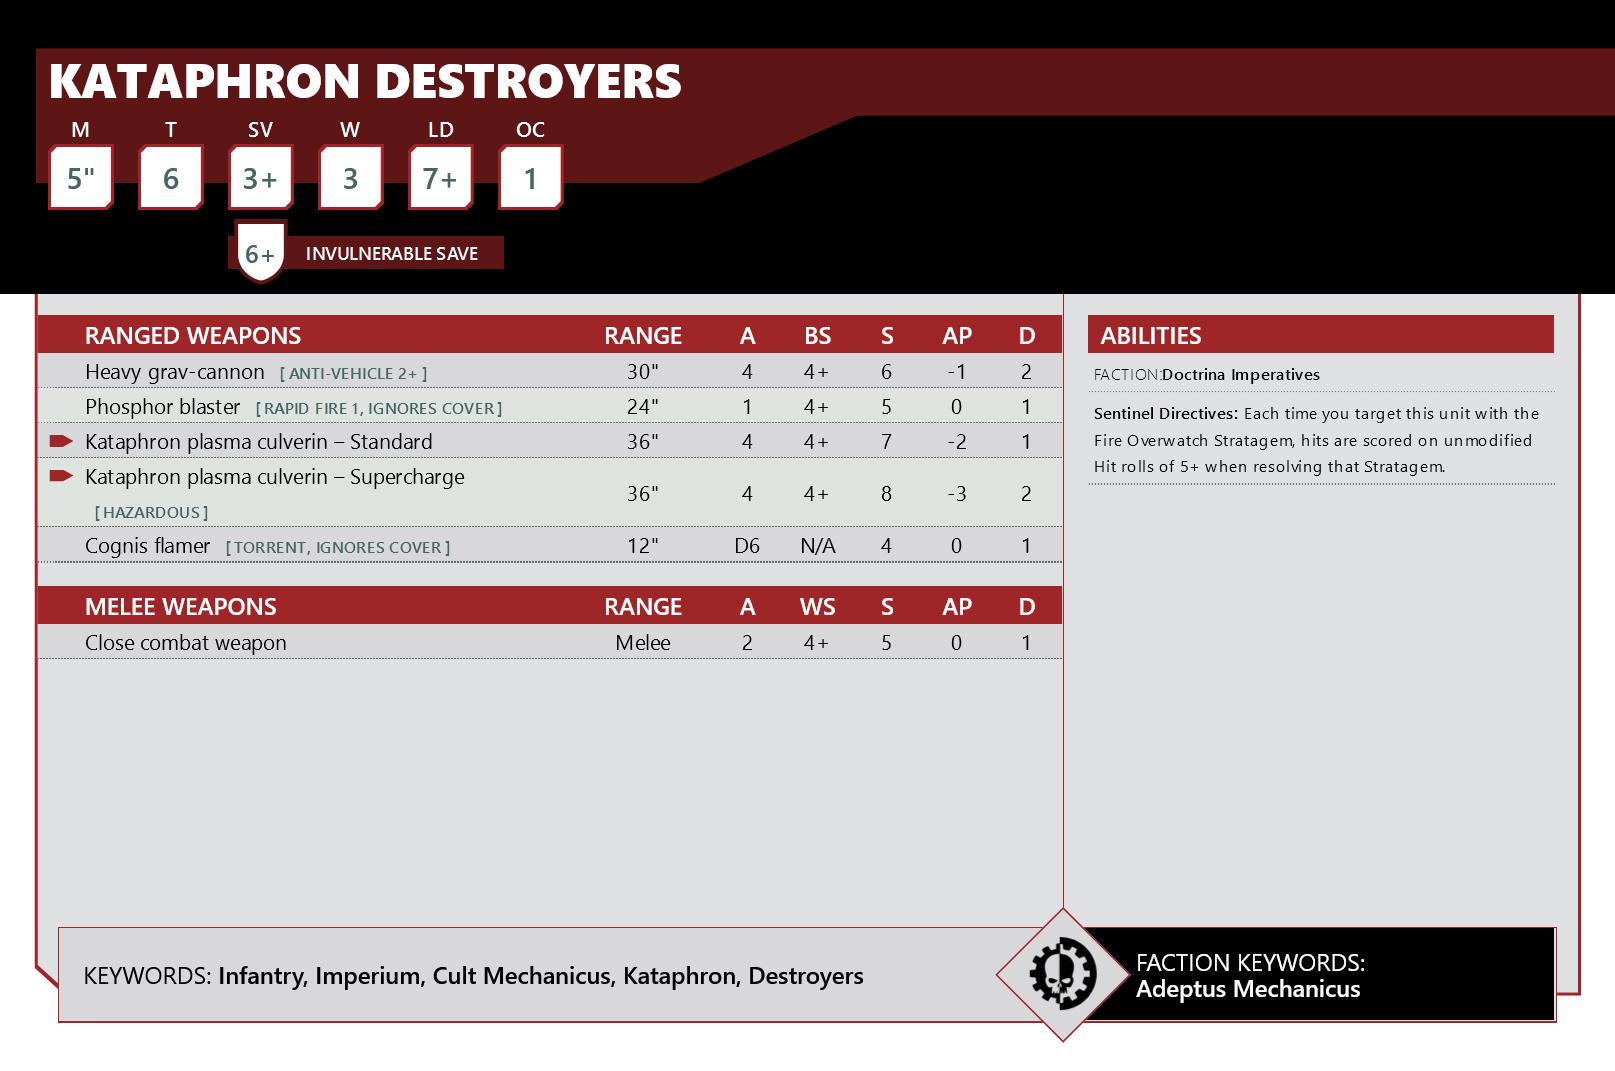 KATAPHRON DESTROYERS
M T SV W LD OC
5" 6 3+ 3 7+ 1
6+ INVULNERABLE SAVE
RANGED WEAPONS RANGE A BS S AP D
Heavy grav-cannon [ANTI-VEHICLE 2+] 30" 4 4+ 6 -1 2
Phosphor blaster [RAPID FIRE 1, IGNORES COVER] 24" 1 4+ 5 0 1
Kataphron plasma culverin – Standard 36" 4 4+ 7 -2 1
Kataphron plasma culverin – Supercharge
[HAZARDOUS] 36" 4 4+ 8 -3 2
Cognis flamer [TORRENT, IGNORES COVER] 12" D6 N/A 4 0 1
MELEE WEAPONS RANGE A WS S AP D
Close combat weapon Melee 2 4+ 5 0 1
ABILITIES
FACTION:Doctrina Imperatives
Sentinel Directives: Each time you target this unit with the
Fire Overwatch Stratagem, hits are scored on unmodified
Hit rolls of 5+ when resolving that Stratagem.
KEYWORDS: Infantry, Imperium, Cult Mechanicus, Kataphron, Destroyers
FACTION KEYWORDS:
Adeptus Mechanicus